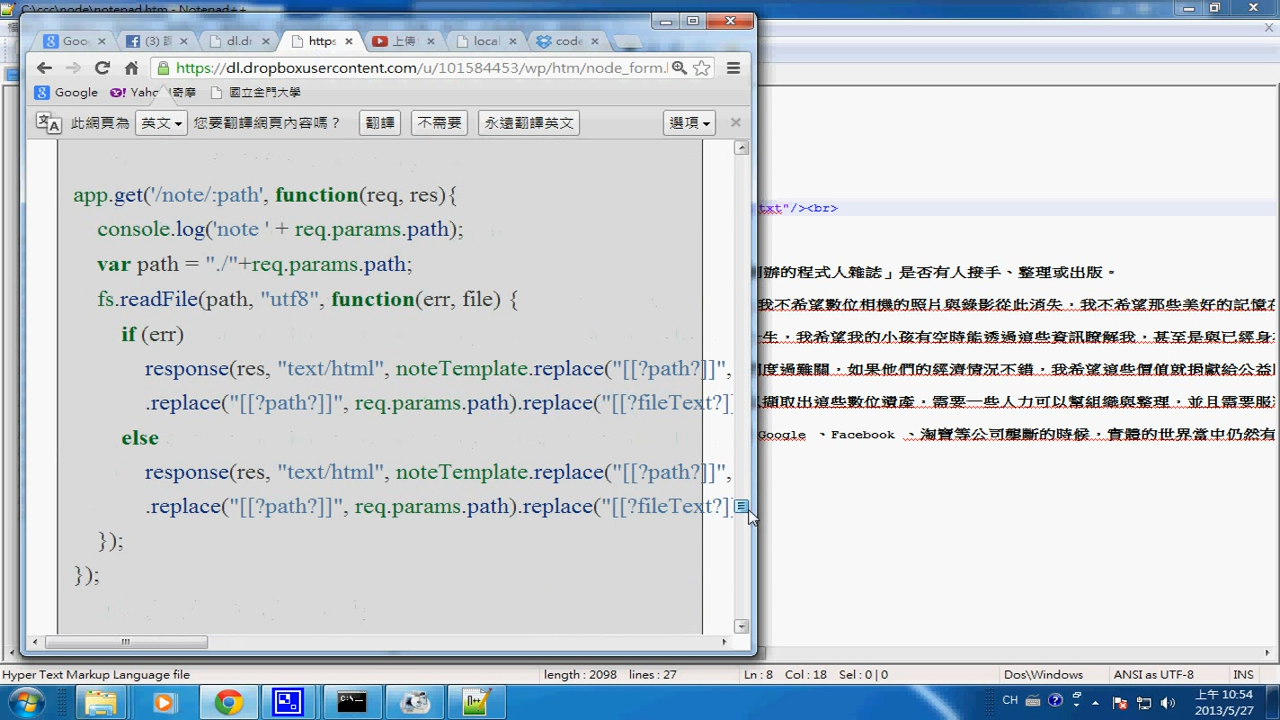 C:\ccc\node\notepad.htm - Notepad++
Goo
(3)
dl.dr
https
上傳
local
code
https://dl.dropboxusercontent.com/u/101584453/wp/htm/node_form.
Google
Yahoo!奇摩
國立金門大學
此網頁為 英文 您要翻譯網頁內容嗎？ 翻譯 不需要 永遠翻譯英文 選項
app.get('/note/:path', function(req, res){
console.log('note ' + req.params.path);
var path = "./"+req.params.path;
fs.readFile(path, "utf8", function(err, file) {
if (err)
response(res, "text/html", noteTemplate.replace("[[?path?]]",
.replace("[[?path?]]", req.params.path).replace("[[?fileText?]
else
response(res, "text/html", noteTemplate.replace("[[?path?]]",
.replace("[[?path?]]", req.params.path).replace("[[?fileText?]]
});
});
txt"/><br>
辦的程式人雜誌」是否有人接手、整理或出版。
我不希望數位相機的照片與錄影從此消失，我不希望那些美好的記憶
生，我希望我的小孩有空時能透過這些資訊瞭解我，甚至是與已經身
度過難關，如果他們的經濟情況不錯，我希望這些價值就捐獻給公益
擷取出這些數位遺產，需要一些人力可以幫組織與整理，並且需要服
Google 、Facebook 、淘寶等公司壟斷的時候，實體的世界當中仍然有
Hyper Text Markup Language file
length : 2098 lines : 27
Ln : 8 Col : 18 Sel : 0 | 0
Dos\Windows
ANSI as UTF-8
INS
CH
上午 10:54
2013/5/27